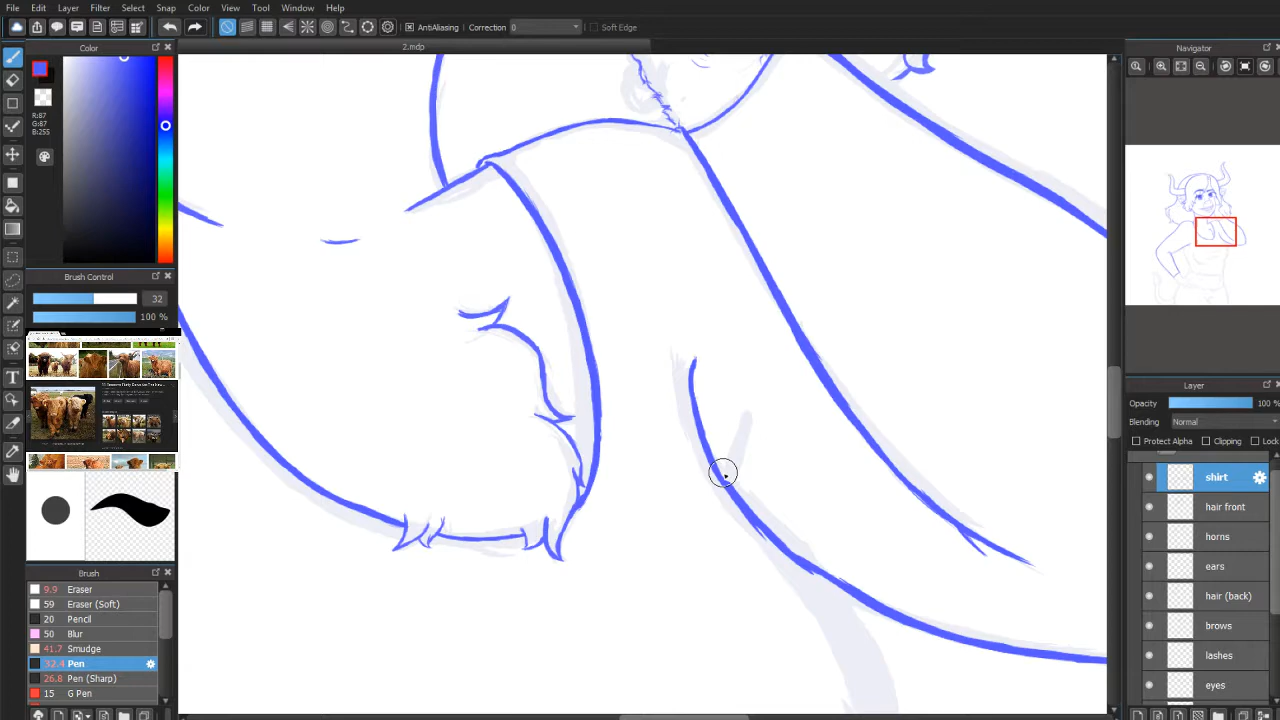 File Edit Layer Filter Select Snap Color View Tool Window Help
AntiAliasing Correction 0 Soft Edge
2.mdp
Color
R:87
G:87
B:255
Brush Control
32
100 %
Brush
9.9 Eraser
59 Eraser (Soft)
20 Pencil
50 Blur
41.7 Smudge
32.4 Pen
26.8 Pen (Sharp)
15 G Pen
Navigator
Layer
Opacity 100 %
Blending Normal
Protect Alpha Clipping Loc
shirt
hair front
horns
ears
hair (back)
brows
lashes
eyes